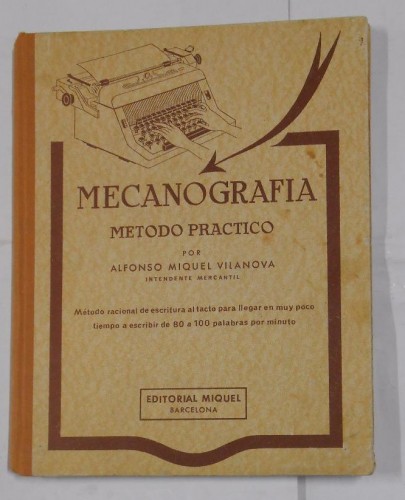 MECANOGRAFIA
METODO PRACTICO
POR
ALFONSO MIQUEL VILANOVA
INTENDENTE MERCANTIL
Método racional de escritura al tacto para llegar en muy poco
tiempo a escribir de 80 a 100 palabras por minuto
EDITORIAL MIQUEL
BARCELONA